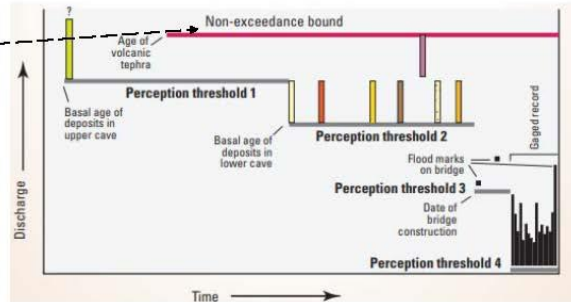 ?
Non-exceedance bound
Age of
volcanic
tephra
Perception threshold 1
Basal age of
deposits in
upper cave
Basal age of
deposits in
lower cave
Perception threshold 2
Gaged record
Flood marks
on bridge
Perception threshold 3
Date of
bridge
construction
Perception threshold 4
Discharge
Time